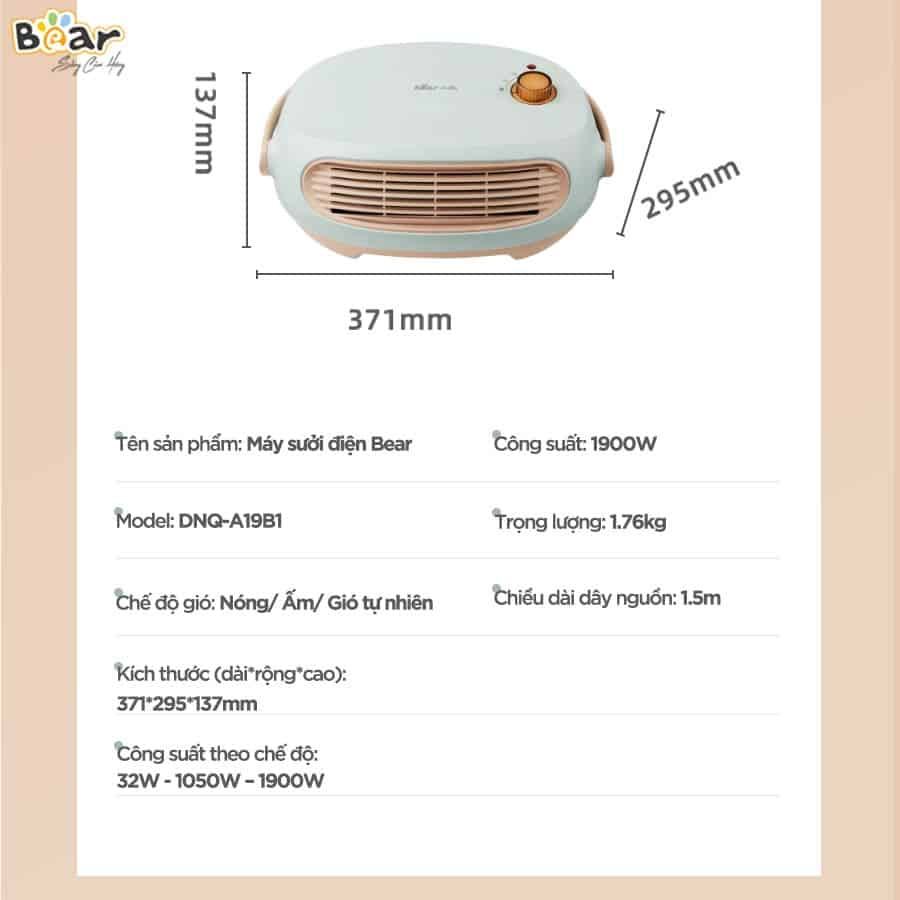 Bear
Sống Cân Hứng
137mm
Bear
295mm
371mm
Tên sản phẩm: Máy sưởi điện Bear
Công suất: 1900W
Model: DNQ-A19B1
Trọng lượng: 1.76kg
Chế độ gió: Nóng/ Ấm/ Gió tự nhiên
Chiều dài dây nguồn: 1.5m
Kích thước (dài*rộng*cao):
371*295*137mm
Công suất theo chế độ:
32W - 1050W – 1900W